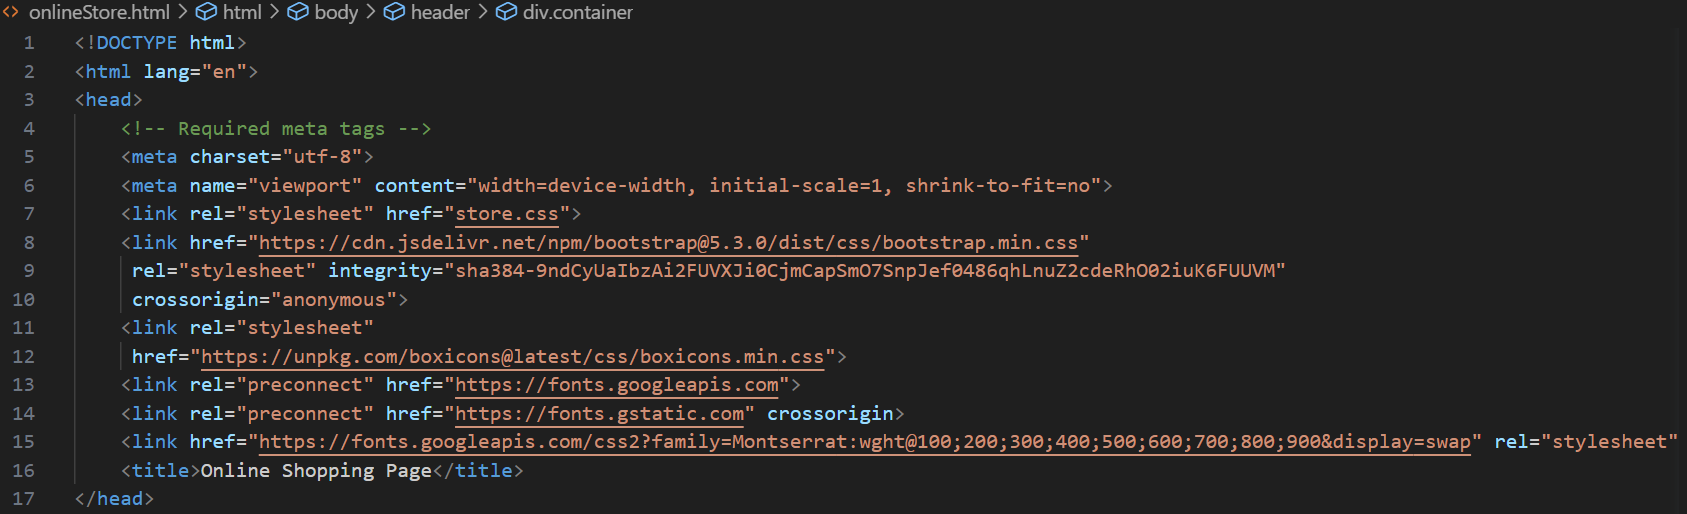 onlineStore.html > html > body > header > div.container
1 <!DOCTYPE html>
2 <html lang="en">
3 <head>
4 <!-- Required meta tags -->
5 <meta charset="utf-8">
6 <meta name="viewport" content="width=device-width, initial-scale=1, shrink-to-fit=no">
7 <link rel="stylesheet" href="store.css">
8 <link href="https://cdn.jsdelivr.net/npm/bootstrap@5.3.0/dist/css/bootstrap.min.css"
9 rel="stylesheet" integrity="sha384-9ndCyUaIbzAi2FUVXJi0CjmCapSmO7SnpJef0486qhLnuZ2cdeRhO02iuK6FUUVM"
10 crossorigin="anonymous">
11 <link rel="stylesheet"
12 href="https://unpkg.com/boxicons@latest/css/boxicons.min.css">
13 <link rel="preconnect" href="https://fonts.googleapis.com">
14 <link rel="preconnect" href="https://fonts.gstatic.com" crossorigin>
15 <link href="https://fonts.googleapis.com/css2?family=Montserrat:wght@100;200;300;400;500;600;700;800;900&display=swap" rel="stylesheet"
16 <title>Online Shopping Page</title>
17 </head>